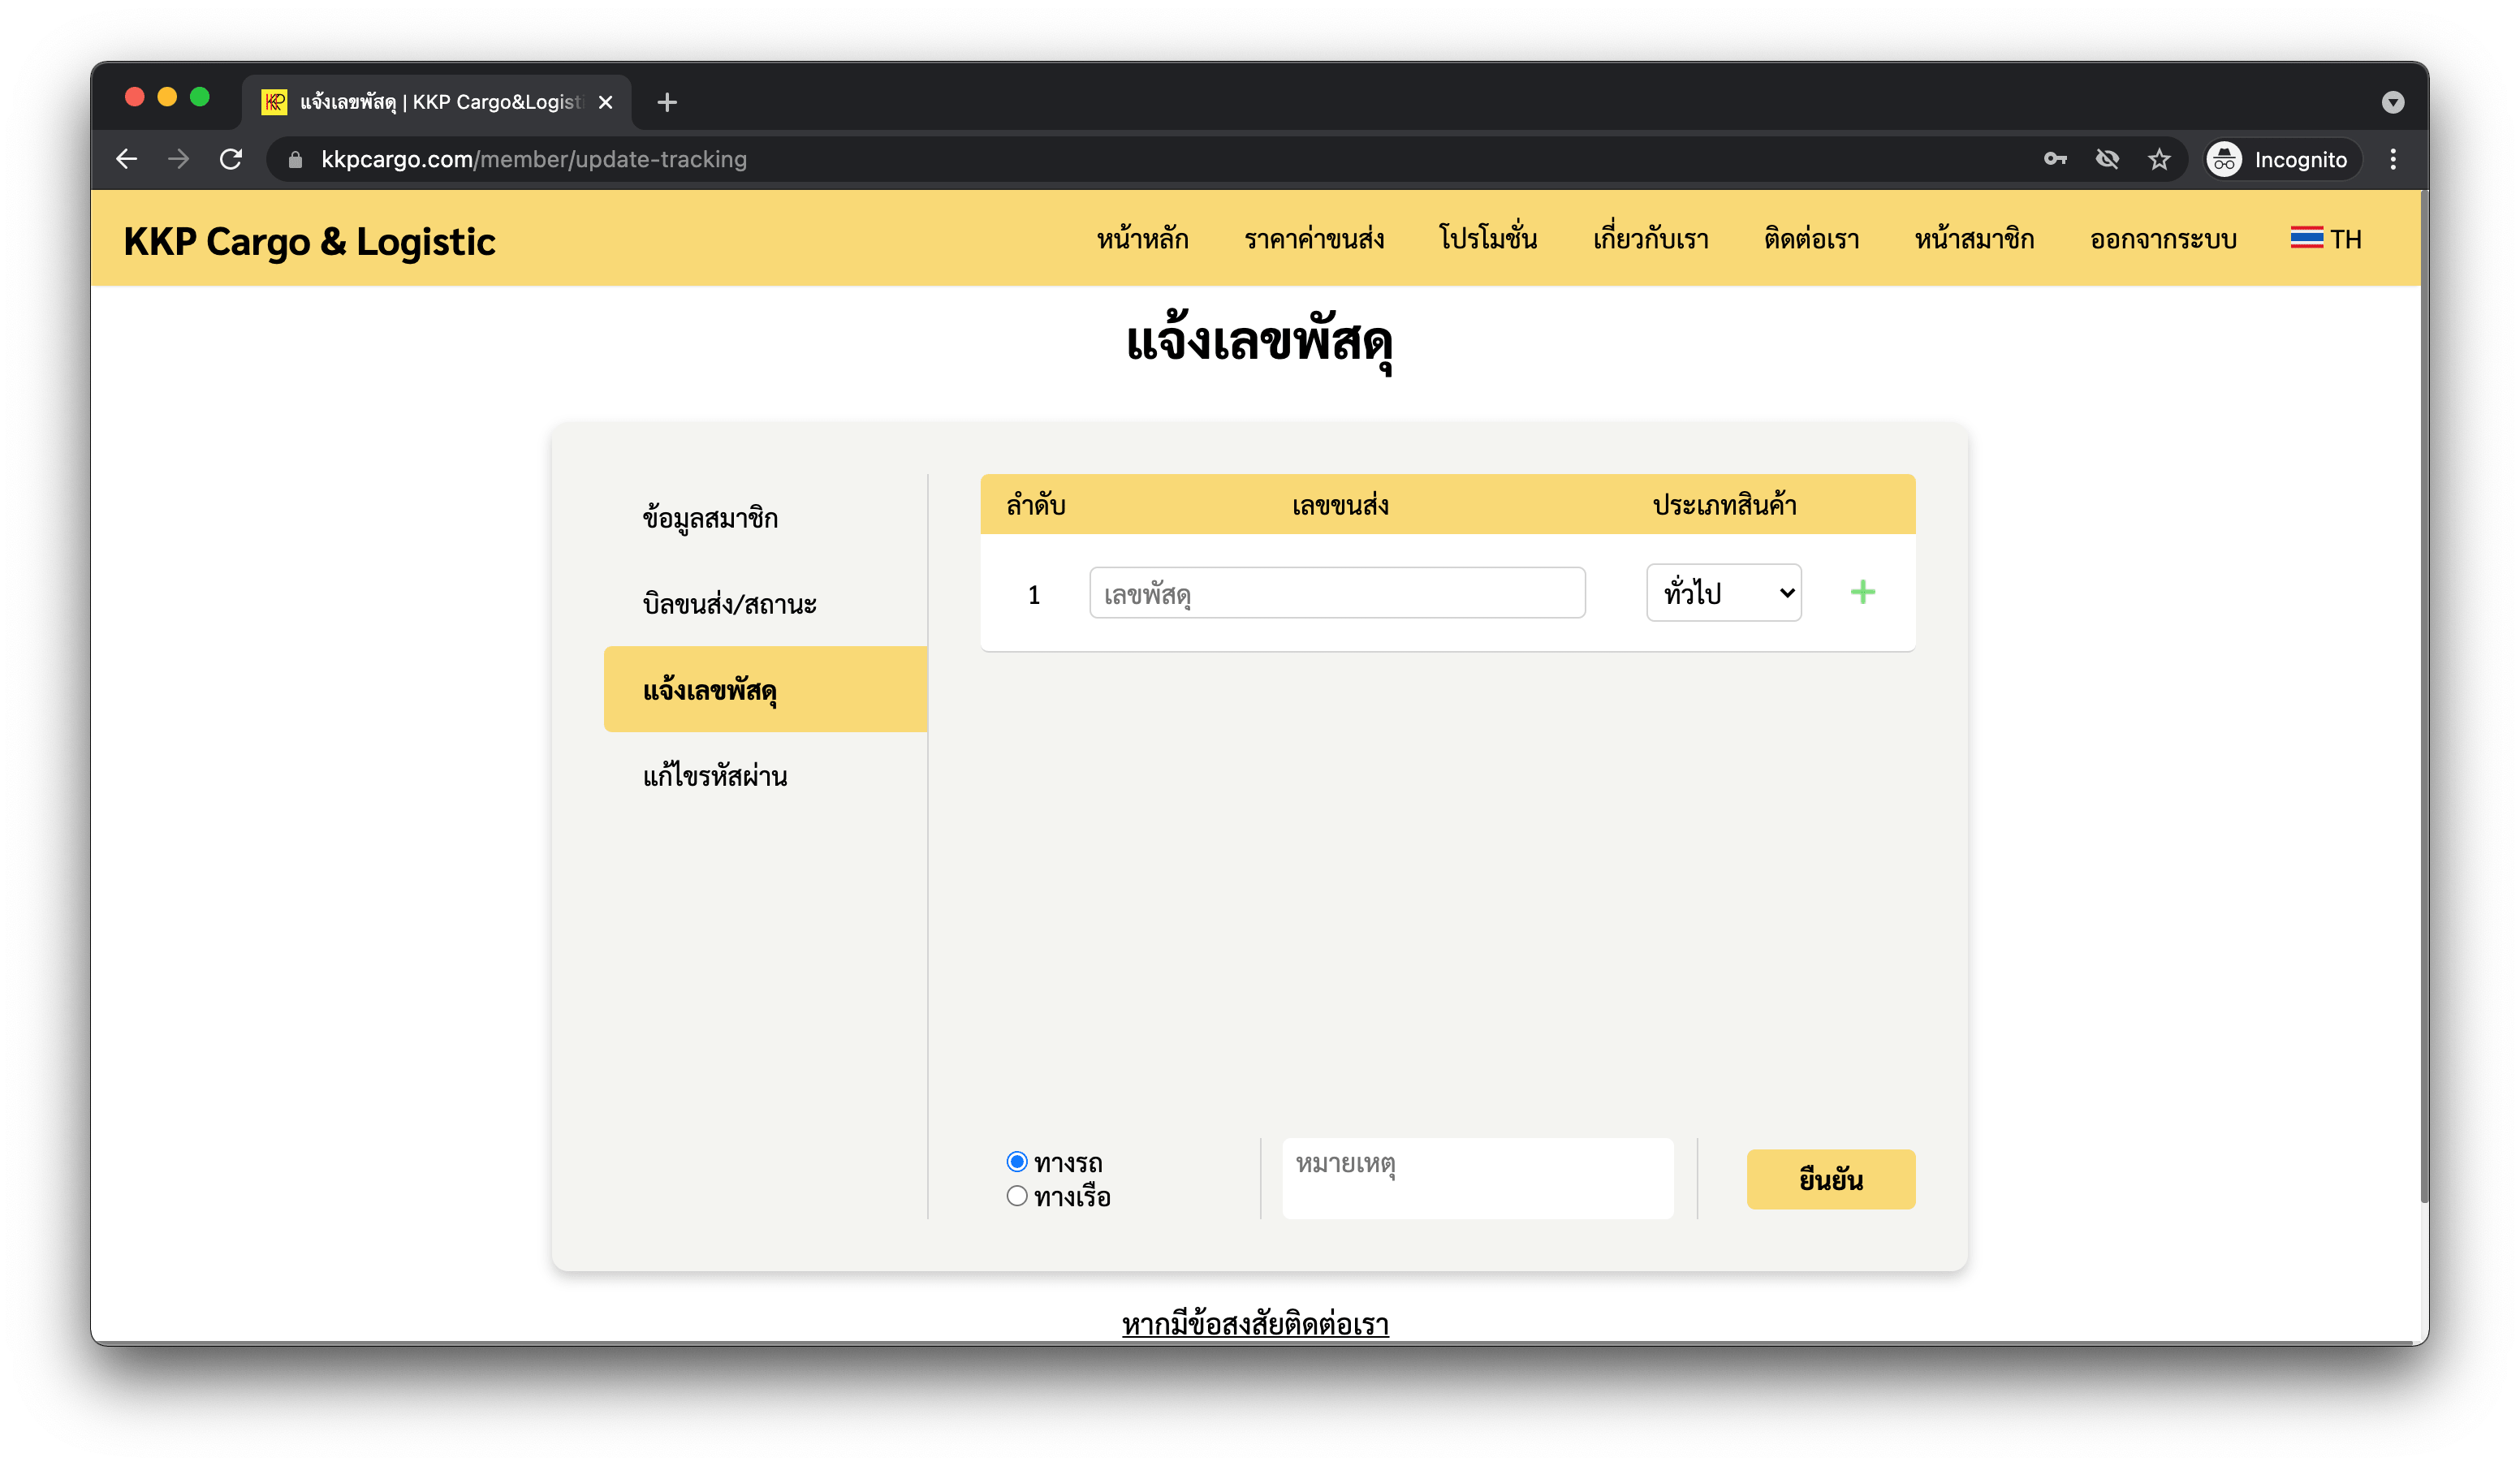 แจ้งเลขพัสดุ | KKP Cargo&Logisti
kkpcargo.com/member/update-tracking
Incognito
KKP Cargo & Logistic
หน้าหลัก ราคาค่าขนส่ง โปรโมชั่น เกี่ยวกับเรา ติดต่อเรา หน้าสมาชิก ออกจากระบบ TH
แจ้งเลขพัสดุ
ข้อมูลสมาชิก
บิลขนส่ง/สถานะ
แจ้งเลขพัสดุ
แก้ไขรหัสผ่าน
ลำดับ เลขขนส่ง ประเภทสินค้า
1 เลขพัสดุ ทั่วไป
ทางรถ
ทางเรือ
หมายเหตุ
ยืนยัน
หากมีข้อสงสัยติดต่อเรา